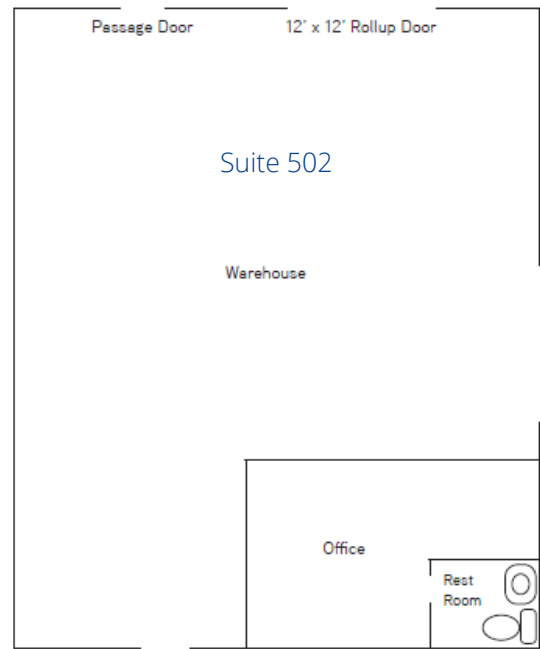 Passage Door
12' x 12' Rollup Door
Suite 502
Warehouse
Office
Rest
Room